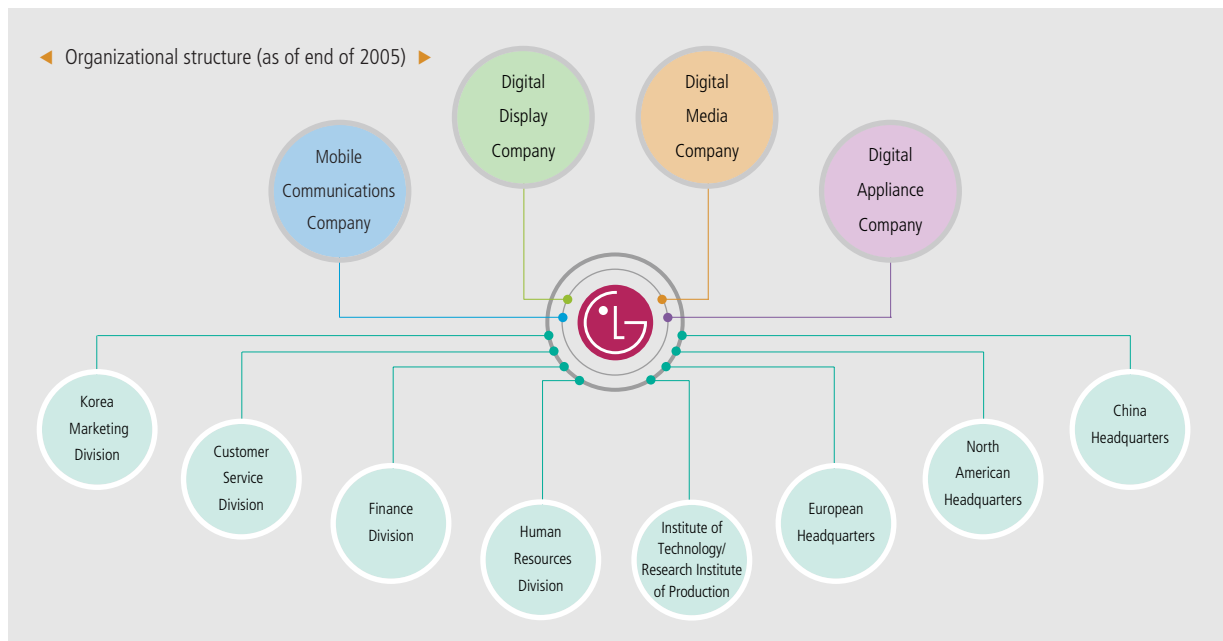 ◄ Organizational structure (as of end of 2005) ►
Digital
Display
Company
Digital
Media
Company
Mobile
Communications
Company
Digital
Appliance
Company
LG
Korea
Marketing
Division
Customer
Service
Division
Finance
Division
Human
Resources
Division
Institute of
Technology/
Research Institute
of Production
European
Headquarters
North
American
Headquarters
China
Headquarters